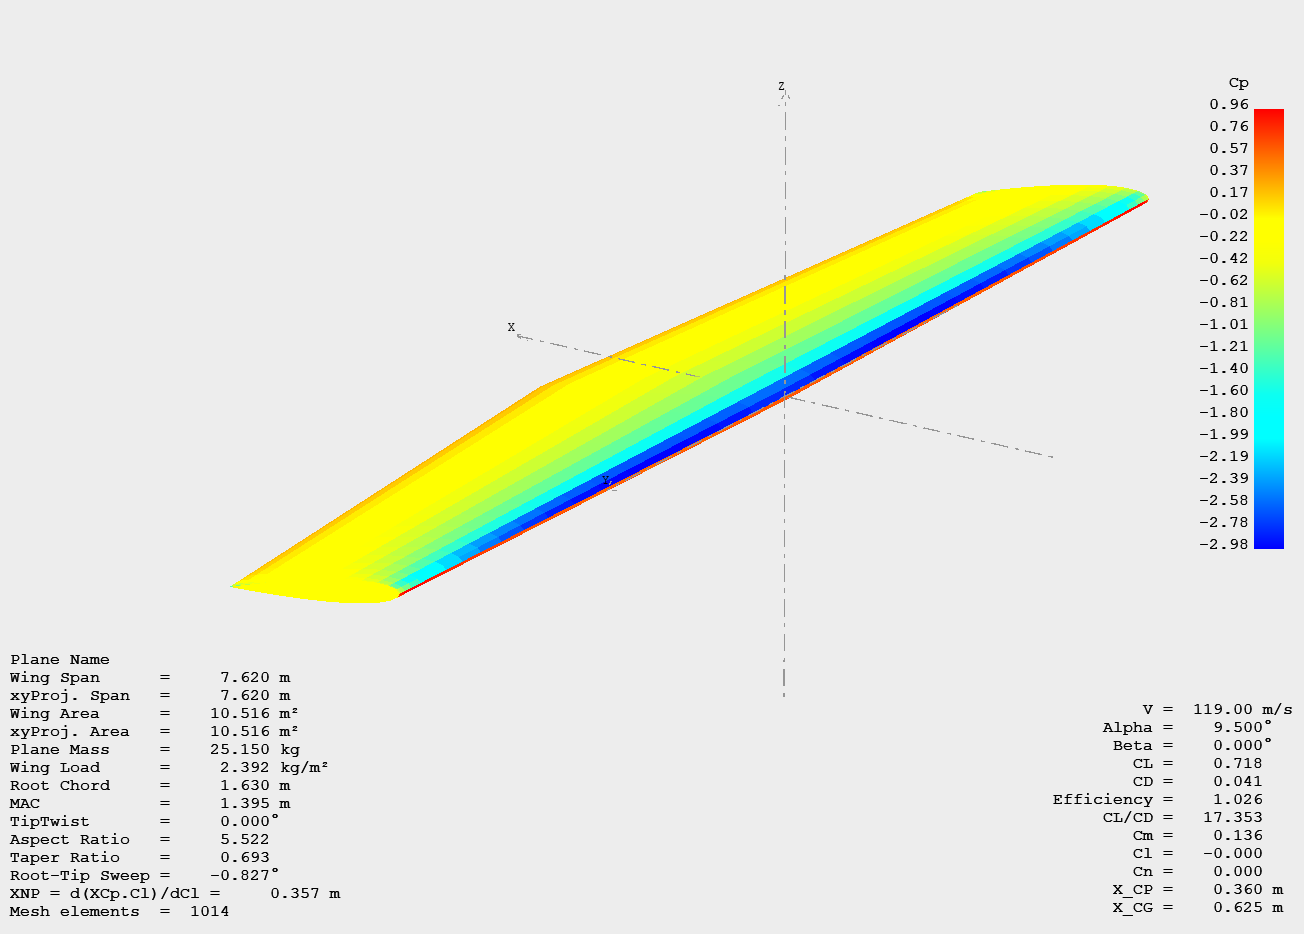 Z
Cp
0.96
0.76
0.57
0.37
0.17
-0.02
-0.22
-0.42
-0.62
-0.81
-1.01
-1.21
-1.40
-1.60
-1.80
-1.99
-2.19
-2.39
-2.58
-2.78
-2.98
X
Y
Plane Name
Wing Span = 7.620 m
xyProj. Span = 7.620 m
Wing Area = 10.516 m²
xyProj. Area = 10.516 m²
Plane Mass = 25.150 kg
Wing Load = 2.392 kg/m²
Root Chord = 1.630 m
MAC = 1.395 m
TipTwist = 0.000°
Aspect Ratio = 5.522
Taper Ratio = 0.693
Root-Tip Sweep = -0.827°
XNP = d(XCp.Cl)/dCl = 0.357 m
Mesh elements = 1014
V = 119.00 m/s
Alpha = 9.500°
Beta = 0.000°
CL = 0.718
CD = 0.041
Efficiency = 1.026
CL/CD = 17.353
Cm = 0.136
Cl = -0.000
Cn = 0.000
X_CP = 0.360 m
X_CG = 0.625 m